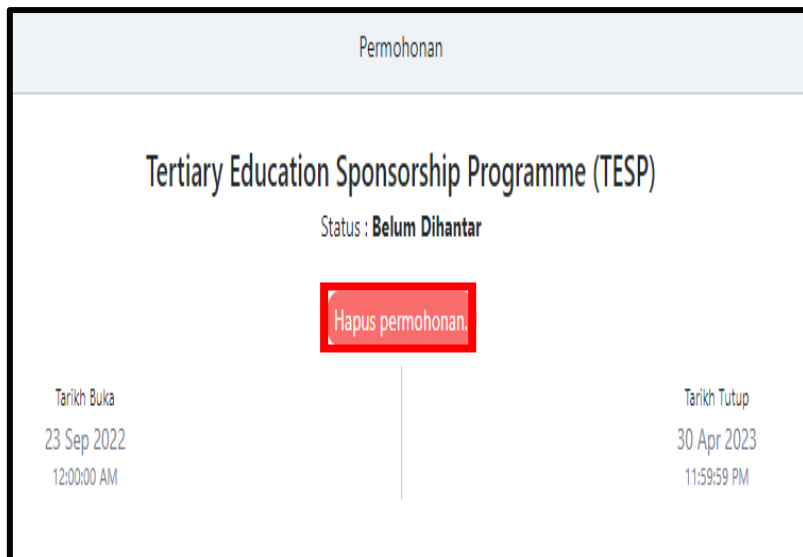 Permohonan
Tertiary Education Sponsorship Programme (TESP)
Status : Belum Dihantar
Hapus permohonan.
Tarikh Buka
23 Sep 2022
12:00:00 AM
Tarikh Tutup
30 Apr 2023
11:59:59 PM